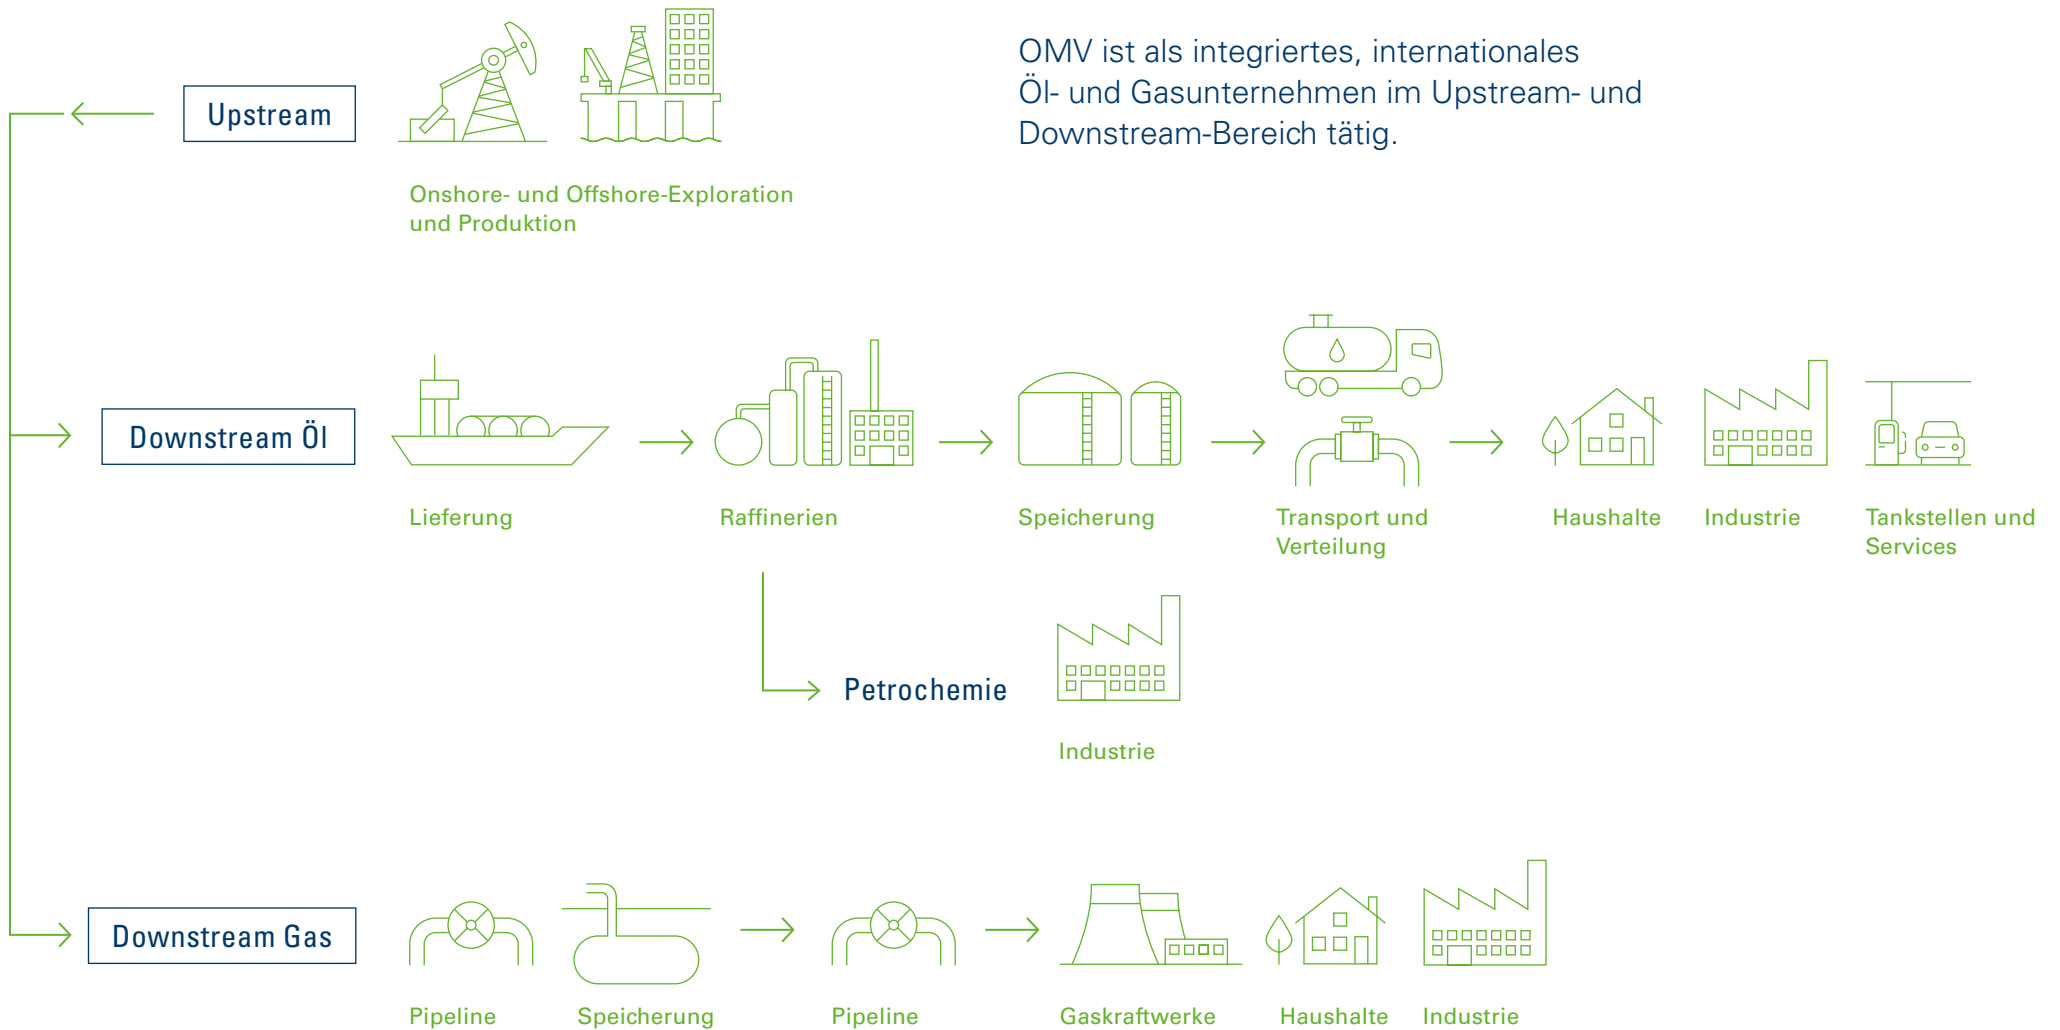 OMV ist als integriertes, internationales
Öl- und Gasunternehmen im Upstream- und
Downstream-Bereich tätig.
Upstream
Onshore- und Offshore-Exploration
und Produktion
Downstream Öl
Lieferung
Raffinerien
Speicherung
Transport und
Verteilung
Haushalte
Industrie
Tankstellen und
Services
Petrochemie
Industrie
Downstream Gas
Pipeline
Speicherung
Pipeline
Gaskraftwerke
Haushalte
Industrie